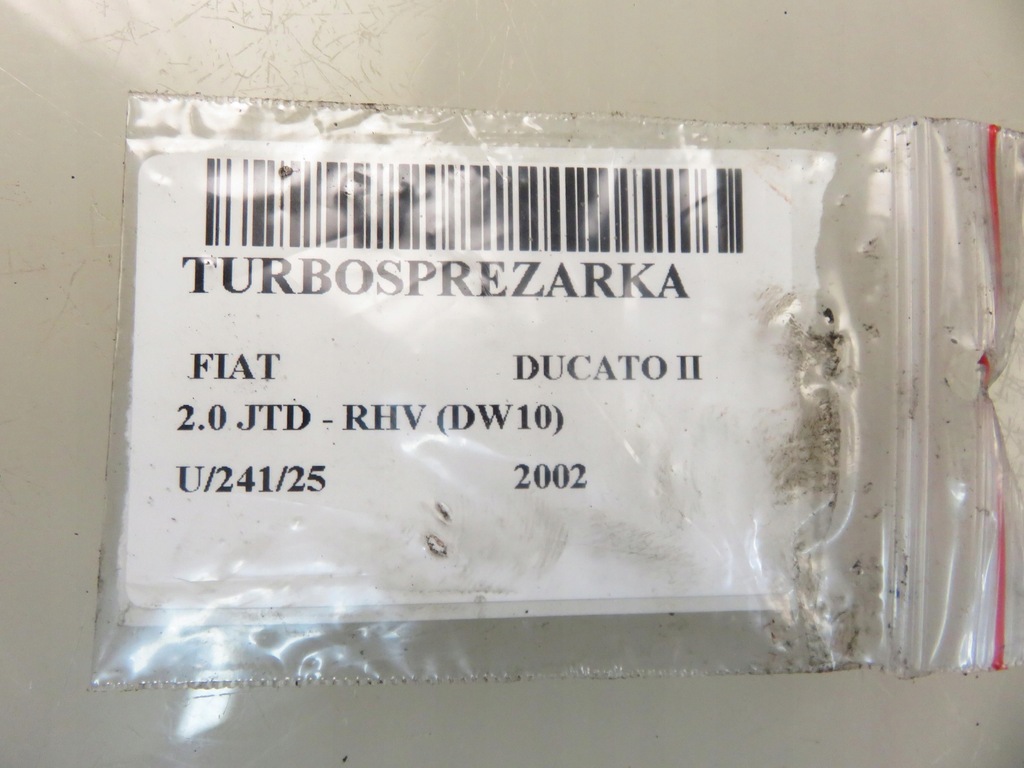 TURBOSPREZARKA
FIAT DUCATO II
2.0 JTD - RHV (DW10)
U/241/25 2002